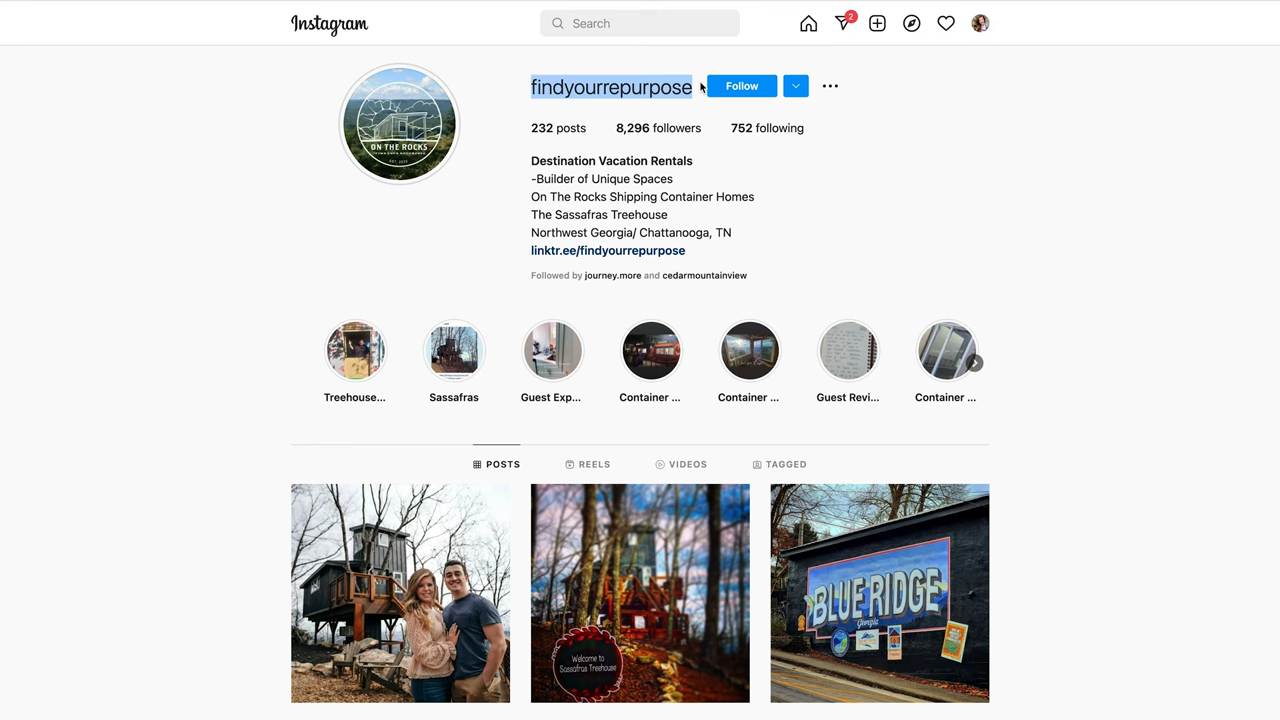 Instagram
Search
2
findyourrepurpose
Follow
232 posts 8,296 followers 752 following
Destination Vacation Rentals
-Builder of Unique Spaces
On The Rocks Shipping Container Homes
The Sassafras Treehouse
Northwest Georgia/ Chattanooga, TN
linktr.ee/findyourrepurpose
Followed by journey.more and cedarmountainview
ON THE ROCKS
Treehouse... Sassafras Guest Exp... Container ... Container ... Guest Revi... Container ...
POSTS REELS VIDEOS TAGGED
Welcome to
Sassafras Treehouse
BLUE RIDGE
Georgia